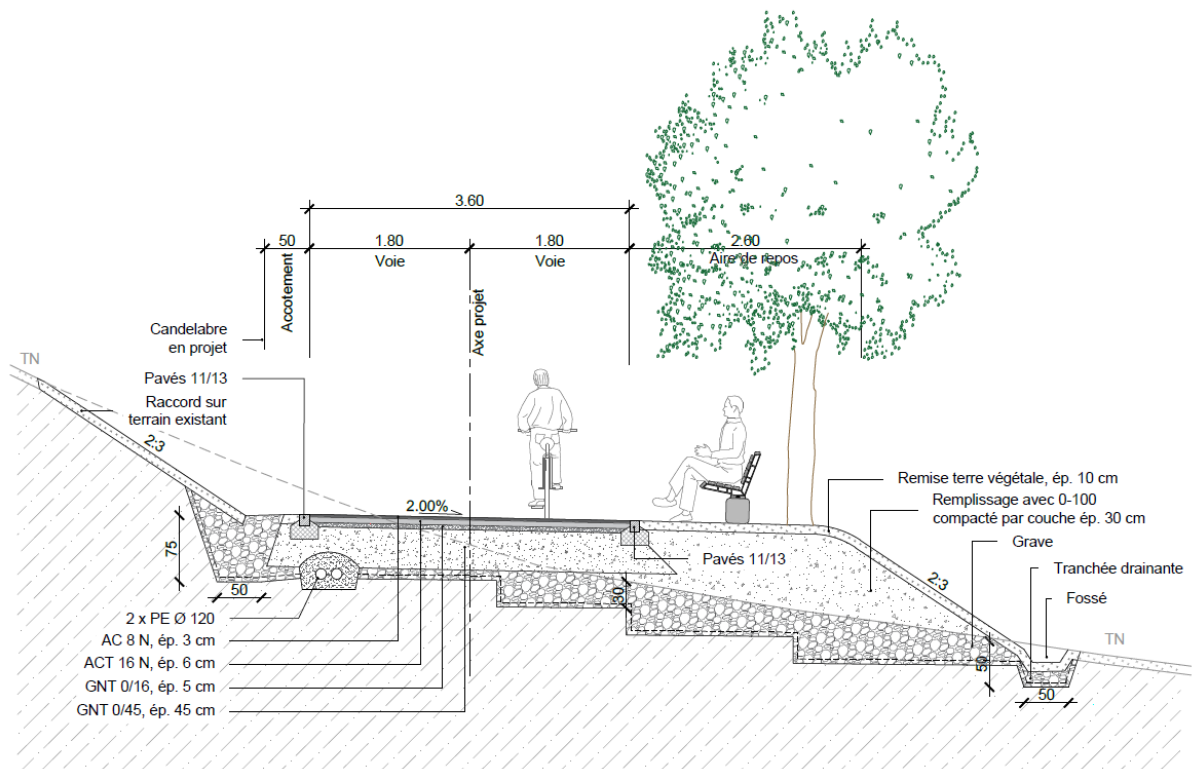 3.60
50
1.80
1.80
2.60
Voie
Voie
Aire de repos
Accotement
Axe projet
Candelabre
en projet
TN
Pavés 11/13
Raccord sur
terrain existant
2:3
2.00%
Remise terre végétale, ép. 10 cm
Remplissage avec 0-100
compacté par couche ép. 30 cm
Grave
Pavés 11/13
Tranchée drainante
2:3
Fossé
75
50
30
2 x PE Ø 120
AC 8 N, ép. 3 cm
ACT 16 N, ép. 6 cm
GNT 0/16, ép. 5 cm
GNT 0/45, ép. 45 cm
TN
50
50